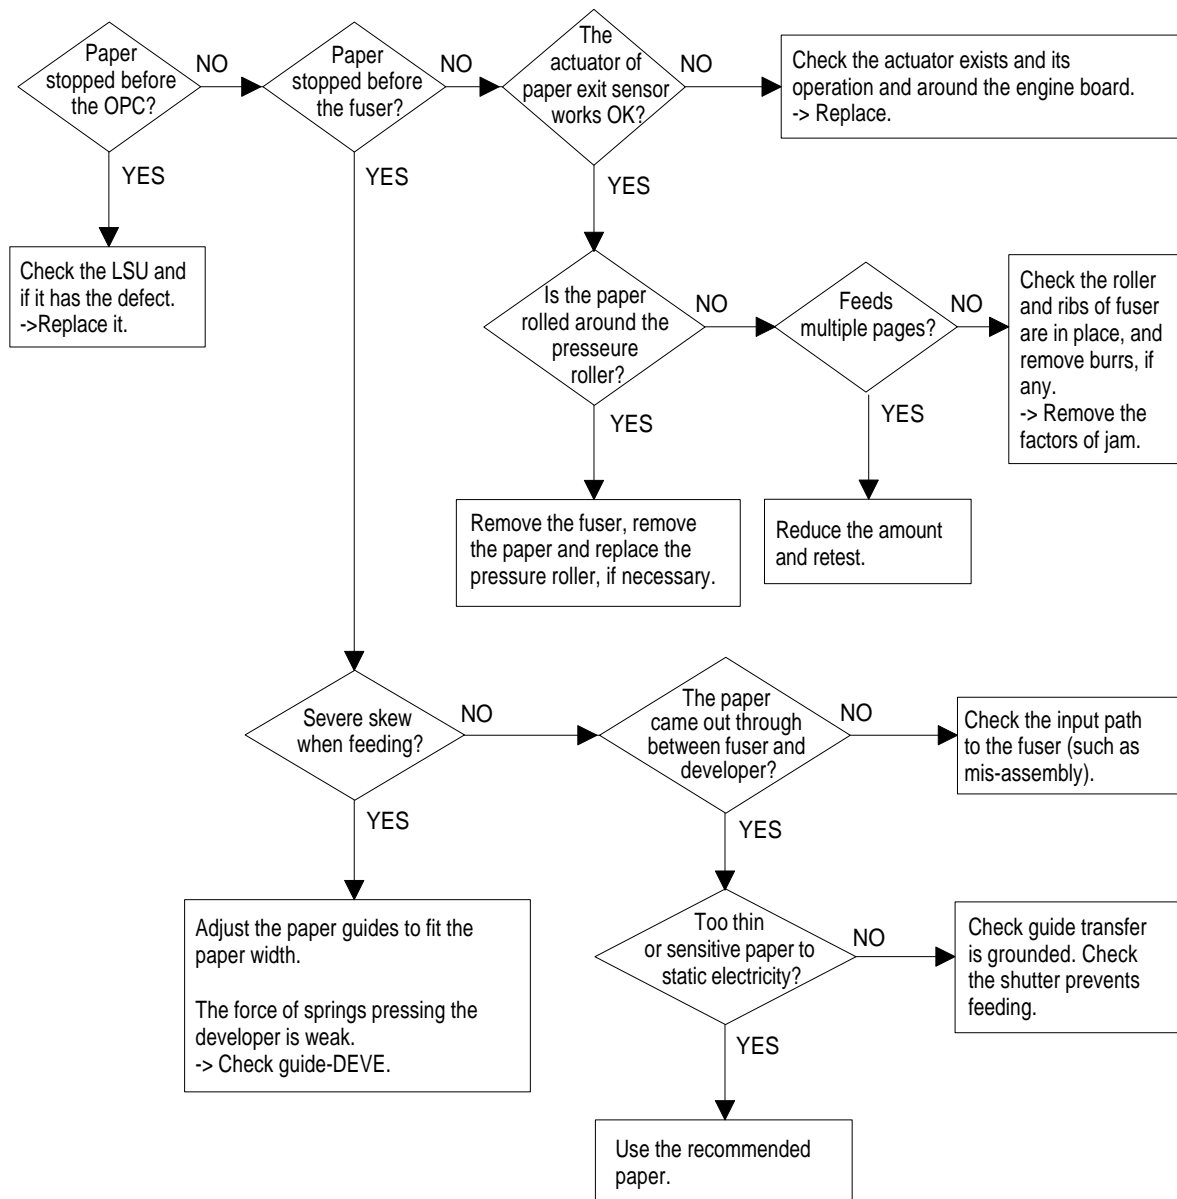 Paper
stopped before
the OPC?
NO
Paper
stopped before
the fuser?
NO
The
actuator of
paper exit sensor
works OK?
NO
Check the actuator exists and its
operation and around the engine board.
-> Replace.
YES
YES
YES
Check the LSU and
if it has the defect.
->Replace it.
Is the paper
rolled around the
preseure
roller?
NO
Feeds
multiple pages?
NO
Check the roller
and ribs of fuser
are in place, and
remove burrs, if
any.
-> Remove the
factors of jam.
YES
YES
Remove the fuser, remove
the paper and replace the
pressure roller, if necessary.
Reduce the amount
and retest.
Severe skew
when feeding?
NO
The paper
came out through
between fuser and
developer?
NO
Check the input path
to the fuser (such as
mis-assembly).
YES
YES
Adjust the paper guides to fit the
paper width.
The force of springs pressing the
developer is weak.
-> Check guide-DEVE.
Too thin
or sensitive paper to
static electricity?
NO
Check guide transfer
is grounded. Check
the shutter prevents
feeding.
YES
Use the recommended
paper.